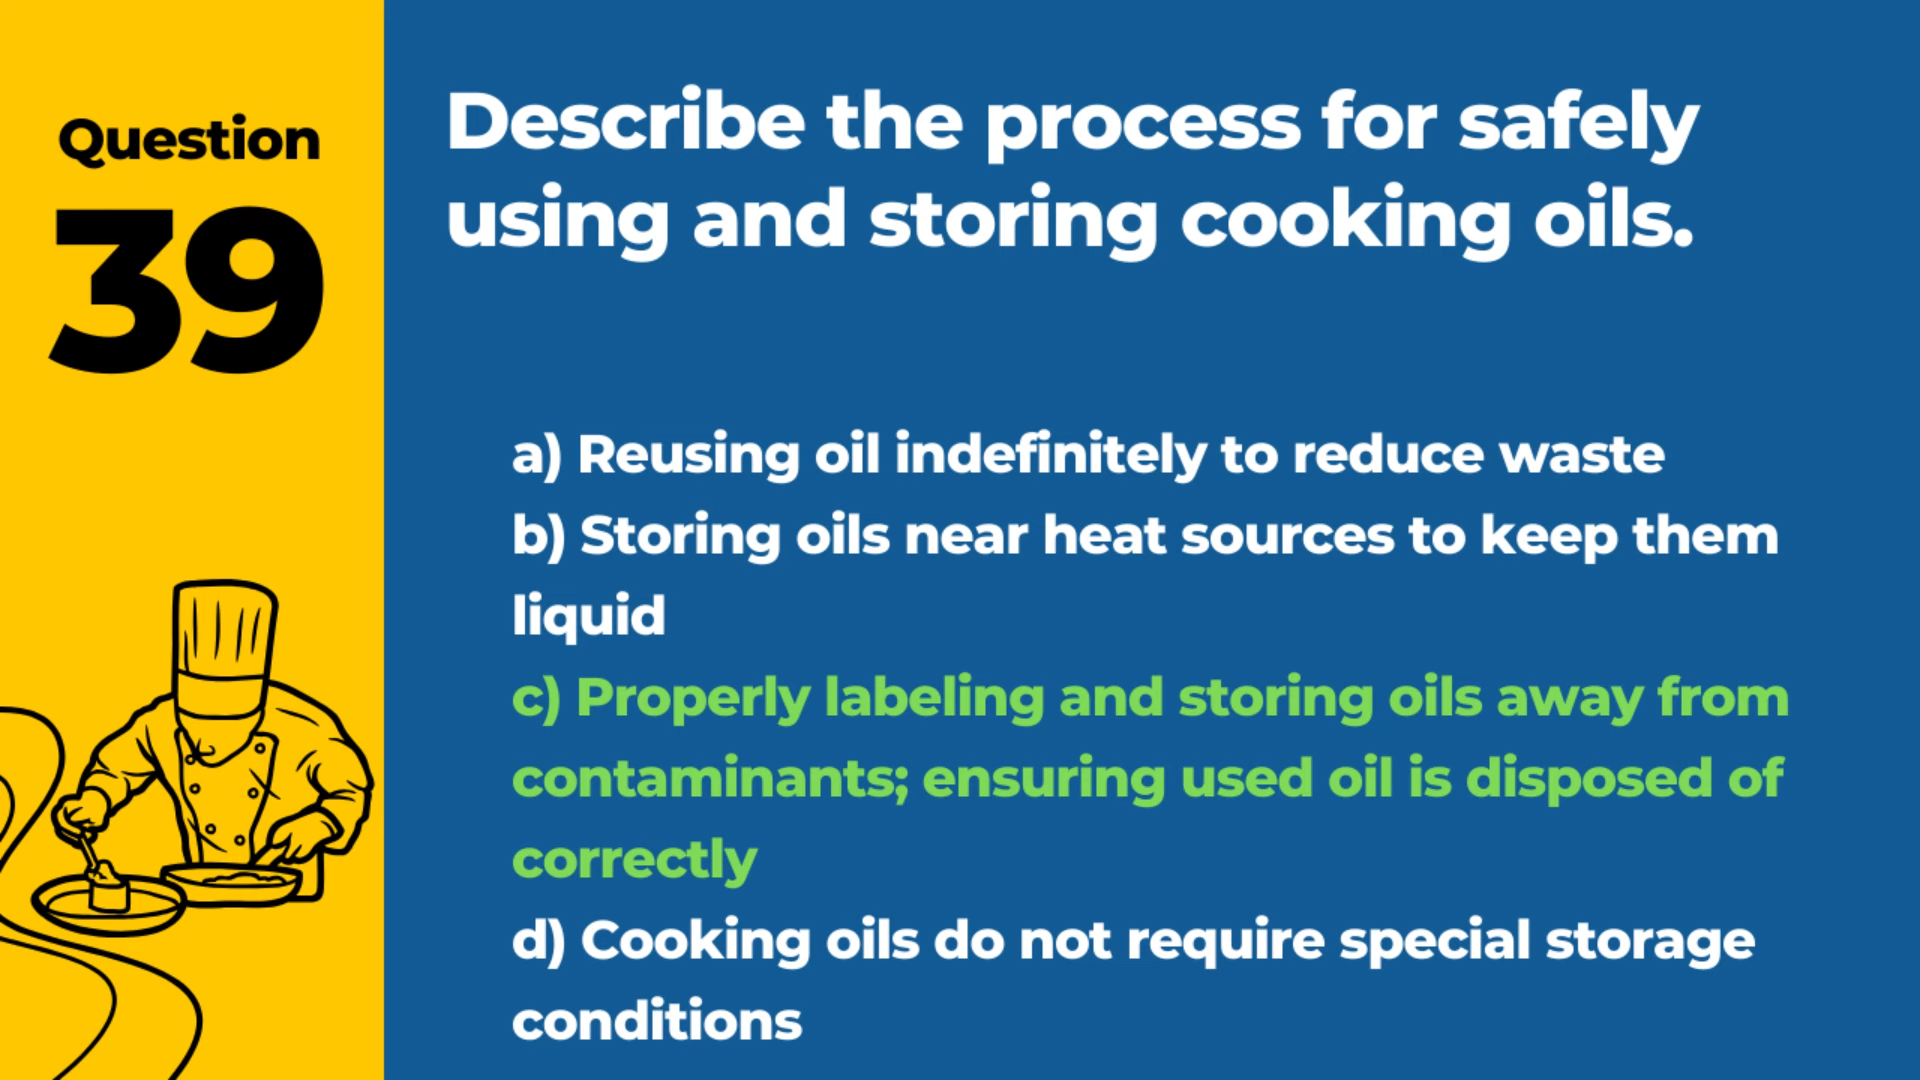 Question
39
Describe the process for safely
using and storing cooking oils.
a) Reusing oil indefinitely to reduce waste
b) Storing oils near heat sources to keep them
liquid
c) Properly labeling and storing oils away from
contaminants; ensuring used oil is disposed of
correctly
d) Cooking oils do not require special storage
conditions